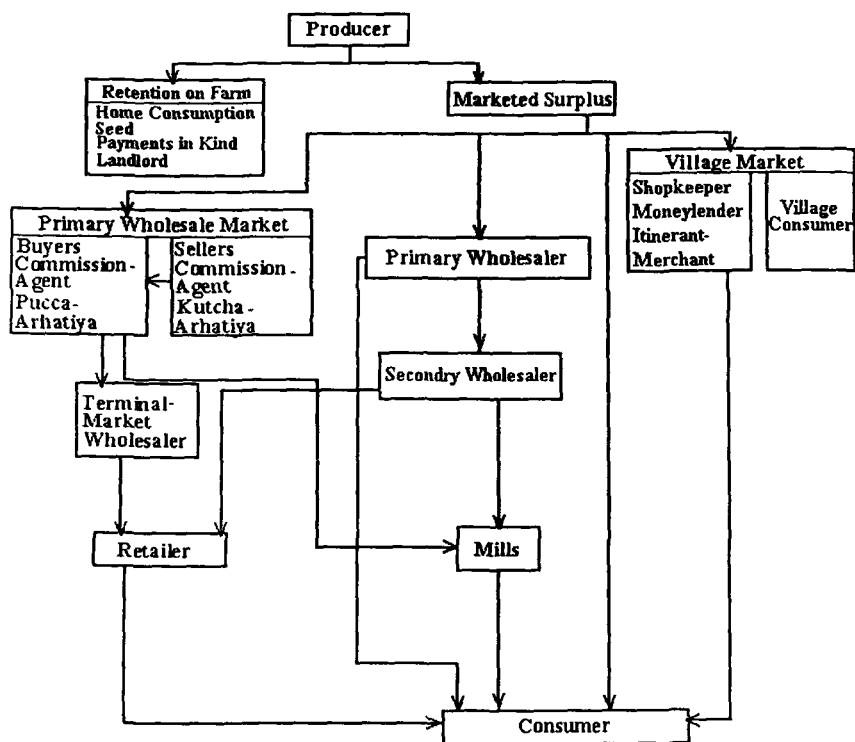 Producer
Retention on Farm
Home Consumption
Seed
Payments in Kind
Landlord
Marketed Surplus
Village Market
Shopkeeper
Moneylender
Itinerant-
Merchant
Village
Consumer
Primary Wholesale Market
Buyers
Commission-
Agent
Pucca-
Arhatiya
Sellers
Commission-
Agent
Kutcha-
Arhatiya
Primary Wholesaler
Secondry Wholesaler
Terminal-
Market
Wholesaler
Retailer
Mills
Consumer